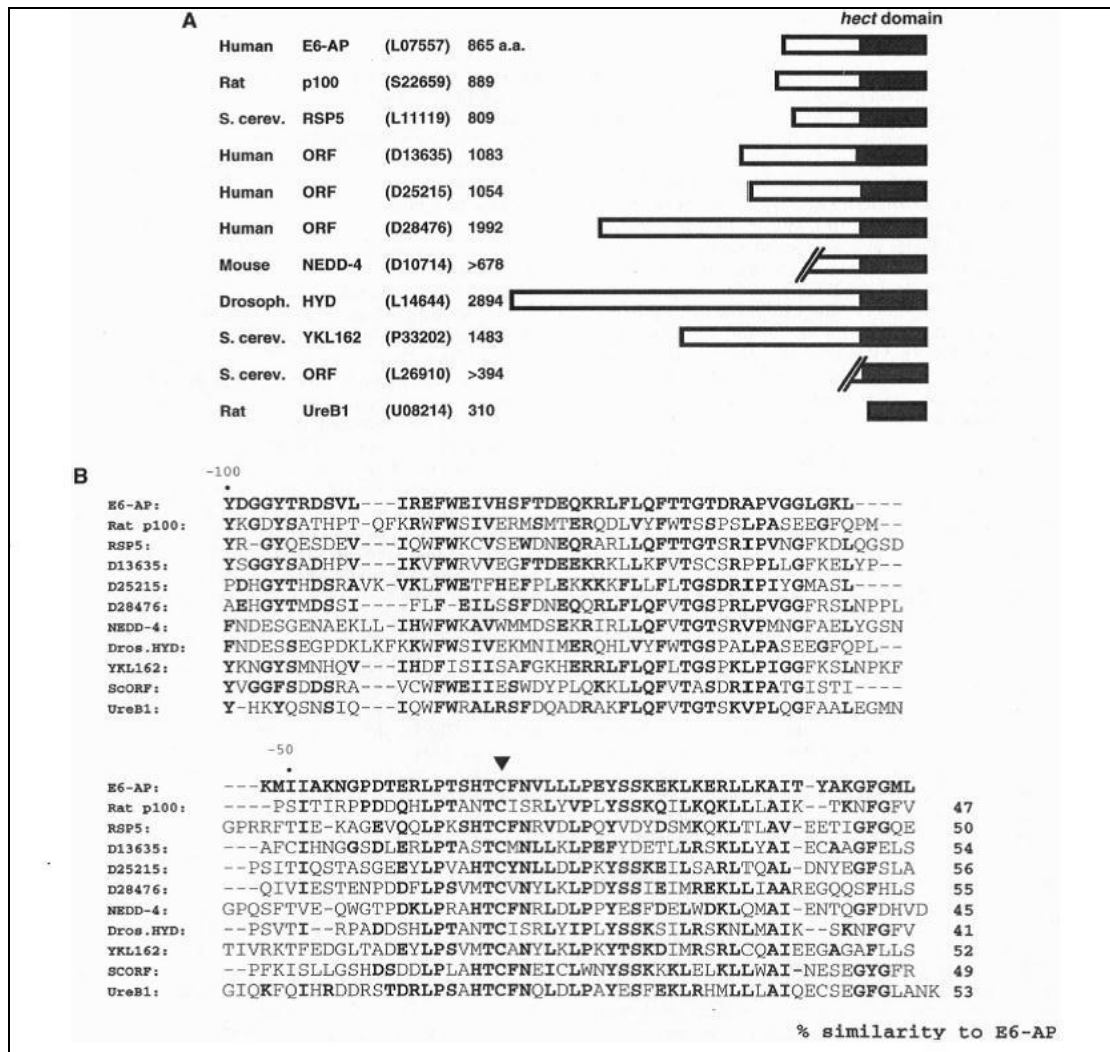 A
hect domain
Human E6-AP (L07557) 865 a.a.
Rat p100 (S22659) 889
S. cerev. RSP5 (L11119) 809
Human ORF (D13635) 1083
Human ORF (D25215) 1054
Human ORF (D28476) 1992
Mouse NEDD-4 (D10714) >678
Drosoph. HYD (L14644) 2894
S. cerev. YKL162 (P33202) 1483
S. cerev. ORF (L26910) >394
Rat UreB1 (U08214) 310
B
-100
E6-AP: YDGGYTRDSVL---IREFWEIVHSFTDEQKRLFLQFTTGTDRAPVGGLGKL----
Rat p100: YKGDYSATHPT-QFKRWFWSIVERMSMTERQDLVYFWTSSPSLPASEEGFQPM--
RSP5: YR-GYQESDEV---IQWFWKCVSEWDNEQRARLLQFTTGTSRIPVNGFKDLQGSD
D13635: YSGGYSADHPV---IKVFWRVVEGFTDEEKRKLLKFVTSCSRPPLLGFKELYP--
D25215: PDHGYTHDSRAVK-VKLFWETFHEFPLEKKKKFLLFLTGSDRIPIYGMASL----
D28476: AEHGYTMDSSI----FLF-EILSSFDNEQQRLFLQFVTGSPRLPVGGFRSLNPPL
NEDD-4: FNDESGENAEKLL-IHWFWKAVWMMDSEKRIRLLQFVTGTSRVPMNGFAELYGSN
Dros.HYD: FNDESSEGPDKLKFKKWFWSIVEKMNIMERQHLVYFWTGSPALPASEEGFQPL--
YKL162: YKNGYSMNHQV---IHDFISIISAFGKHERRLFLQFLTGSPKLPIGGFKSLNPKF
ScORF: YVGGFSDDSRA---VCWFWEIIESWDYPLQKKLLQFVTASDRIPATGISTI----
UreB1: Y-HKYQSNSIQ---IQWFWRALRSFDQADRAKFLQFVTGTSKVPLQGFAALEGMN
-50
E6-AP: ---KMIIAKNGPDTERLPTSHTCFNVLLLPEYSSKEKLKERLLKAIT-YAKGFGML
Rat p100: ----PSITIRPPDDQHLPTANTCISRLYVPLYSSKQILKQKLLLAIK--TKNFGFV 47
RSP5: GPRRFTIE-KAGEVQQLPKSHTCFNRVDLPQYVDYDSMKQKLTLAV-EETIGFGQE 50
D13635: ---AFCIHNGGSDLERLPTASTCMNLLKLPEFYDETLLRSKLLYAI-ECAAGFELS 54
D25215: --PSITIQSTASGEEYLPVAHTCYNLLDLPKYSSKEILSARLTQAL-DNYEGFSLA 56
D28476: ---QIVIESTENPDDFLPSVMTCVNYLKLPDYSSIEIMREKLLIAAREGQQSFHLS 55
NEDD-4: GPQSFTVE-QWGTPDKLPRAHTCFNRLDLPPYESFDELWDKLQMAI-ENTQGFDHVD 45
Dros.HYD: --PSVTI--RPADDSHLPTANTCISRLYIPLYSSKSILRSKNLMAIK--SKNFGFV 41
YKL162: TIVRKTFEDGLTADEYLPSVMTCANYLKLPKYTSKDIMRSRLCQAIEEGAGAFLLS 52
SCORF: --PFKISLLGSHDSDDLPLAHTCFNEICLWNYSSKKKLELKLLWAI-NESEGYGFR 49
UreB1: GIQKFQIHRDDRSTDRLPSAHTCFNQLDLPAYESFEKLRHMLLLAIQECSEGFGLANK 53
% similarity to E6-AP